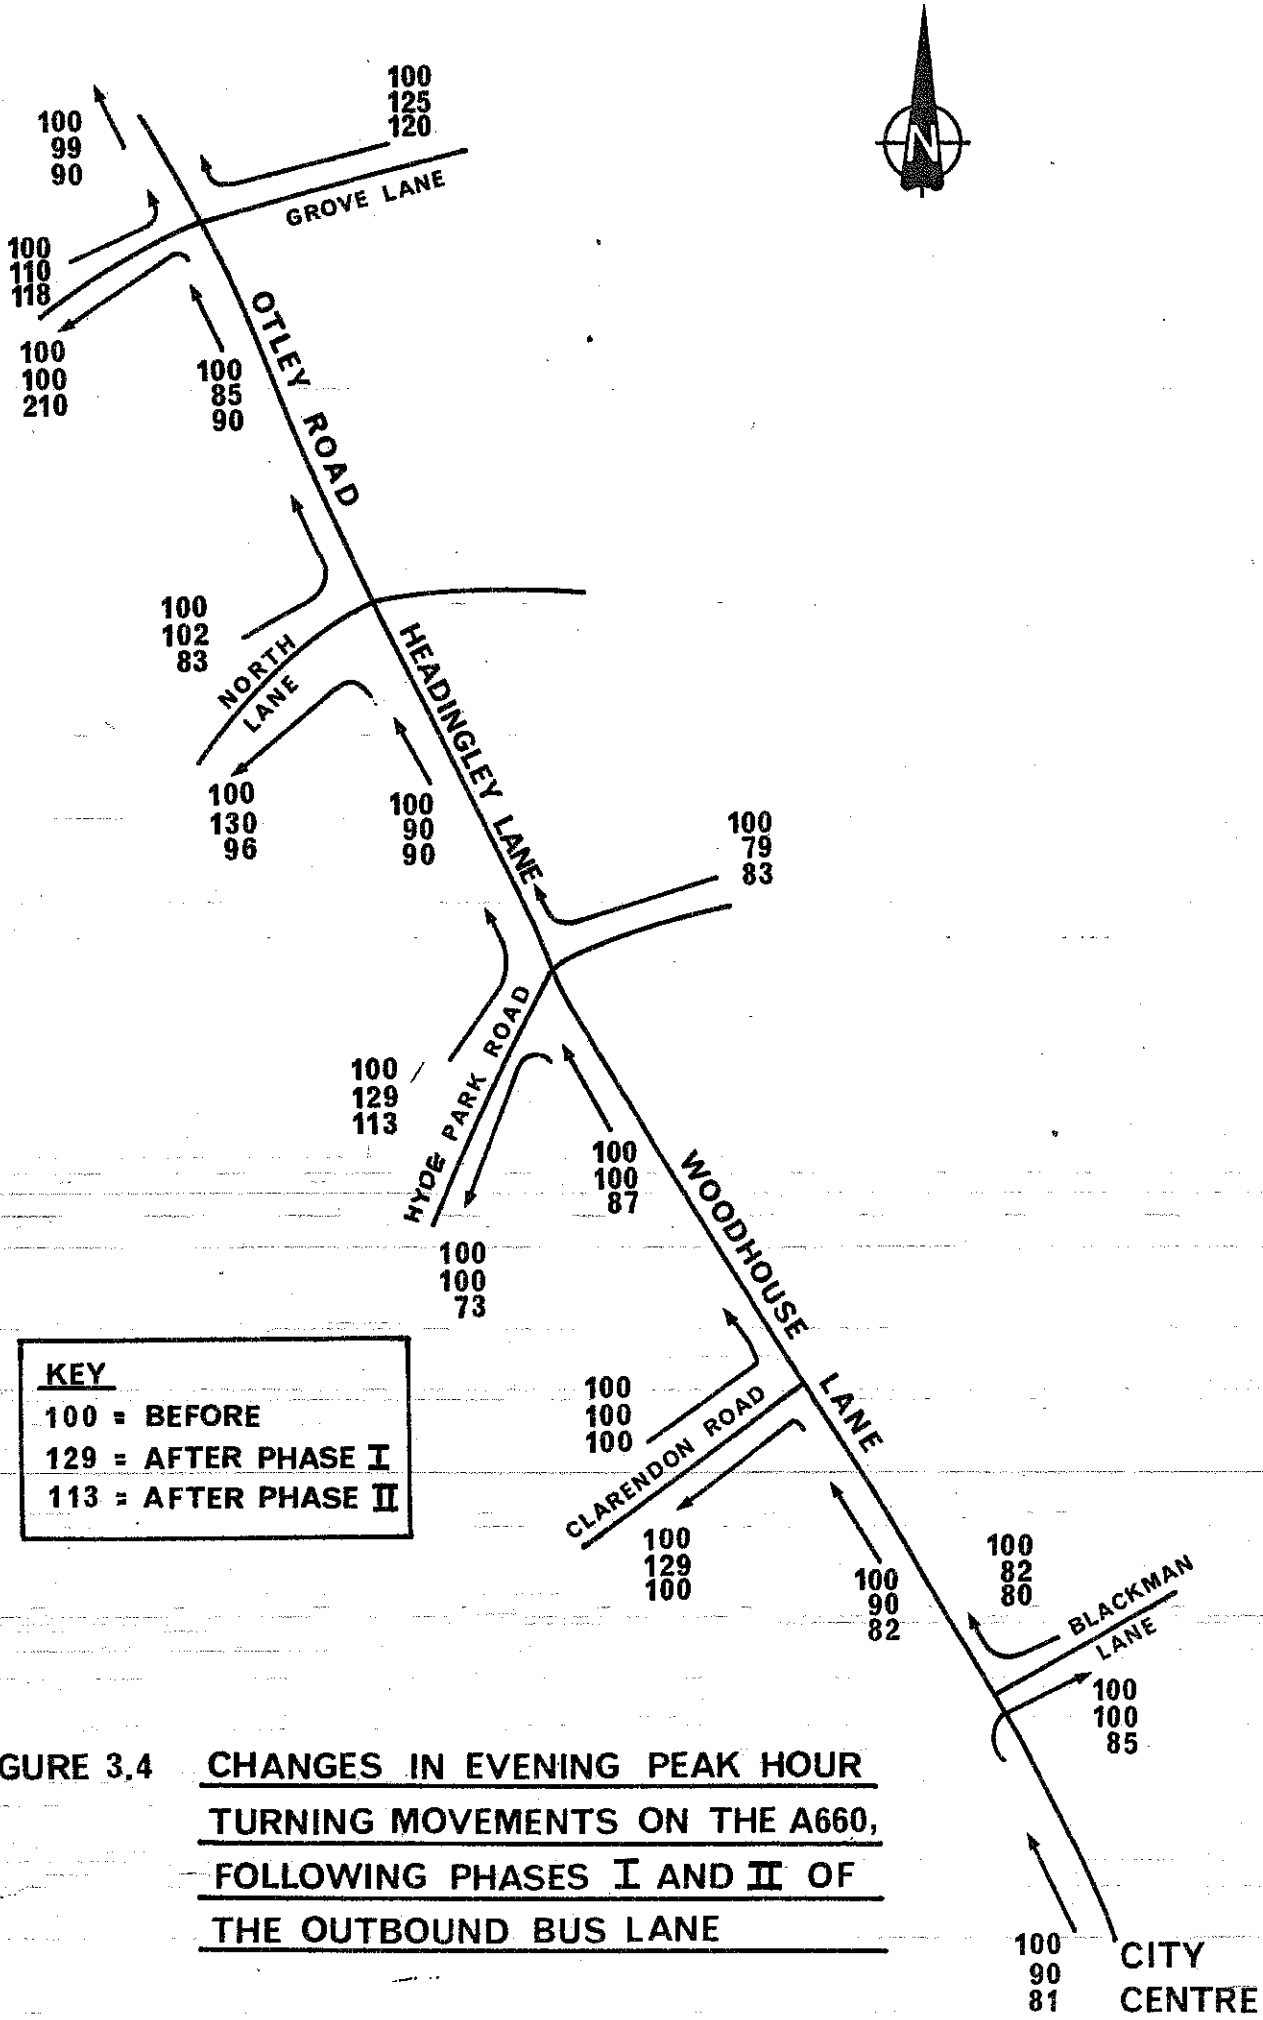 N
100
125
120
100
99
90
GROVE LANE
100
110
118
100
100
210
100
85
90
OTLEY ROAD
100
102
83
NORTH
LANE
HEADINGLEY LANE
100
130
96
100
90
90
100
79
83
100
129
113
HYDE PARK ROAD
100
100
87
100
100
73
WOODHOUSE LANE
KEY
100 = BEFORE
129 = AFTER PHASE I
113 = AFTER PHASE II
100
100
100
CLARENDON ROAD
100
129
100
100
90
82
100
82
80
BLACKMAN
LANE
100
100
85
GURE 3.4 CHANGES IN EVENING PEAK HOUR
TURNING MOVEMENTS ON THE A660,
FOLLOWING PHASES I AND II OF
THE OUTBOUND BUS LANE
100
90
81
CITY
CENTRE